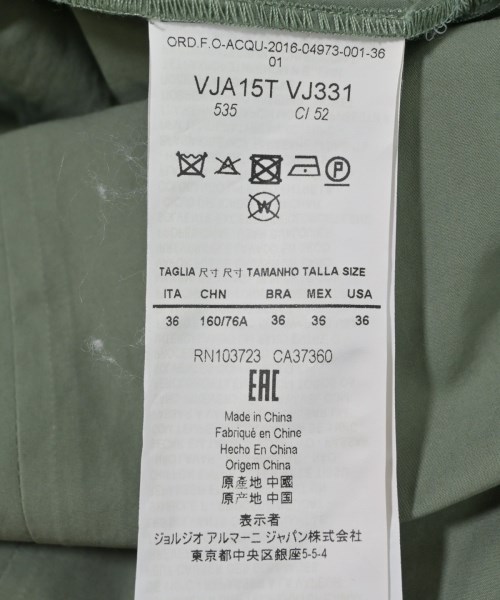 ORD.F.O-ACQU-2016-04973-001-36
01
VJA15T VJ331
535 CI 52
P
W
TAGLIA 尺寸 尺寸 TAMANHO TALLA SIZE
ITA CHN BRA MEX USA
36 160/76A 36 36 36
RN103723 CA37360
EAC
Made in China
Fabriqué en Chine
Hecho En China
Origem China
原產地 中國
原产地 中国
表示者
ジョルジオ アルマーニ ジャパン株式会社
東京都中央区銀座5-5-4